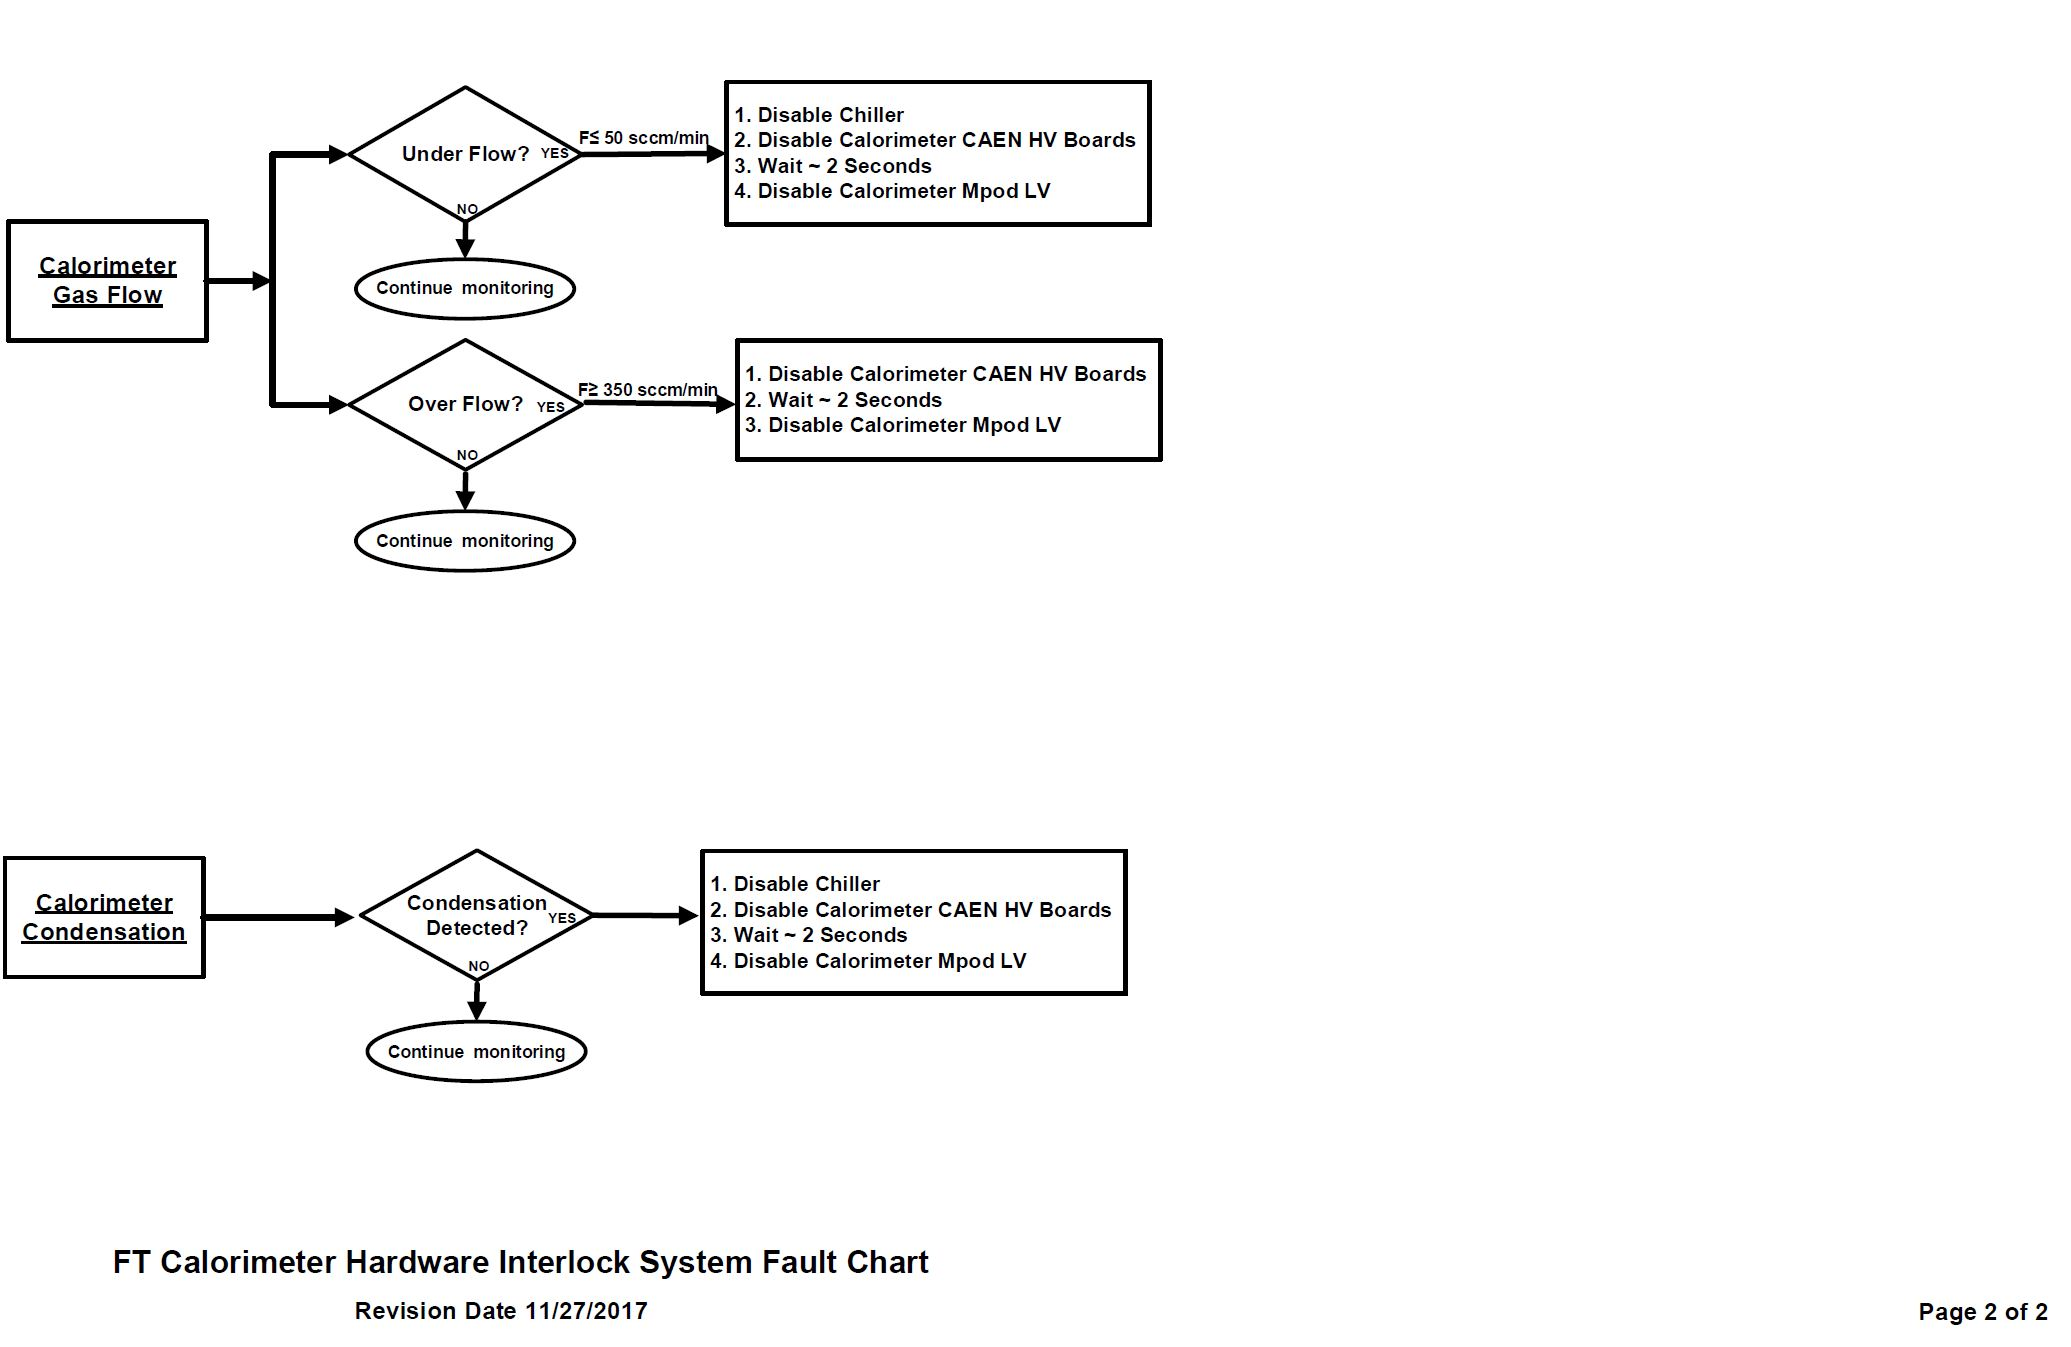 Calorimeter
Gas Flow
Under Flow?
YES
F≤ 50 sccm/min
NO
1. Disable Chiller
2. Disable Calorimeter CAEN HV Boards
3. Wait ~ 2 Seconds
4. Disable Calorimeter Mpod LV
Continue monitoring
Over Flow?
YES
F≥ 350 sccm/min
NO
1. Disable Calorimeter CAEN HV Boards
2. Wait ~ 2 Seconds
3. Disable Calorimeter Mpod LV
Continue monitoring
Calorimeter
Condensation
Condensation
Detected?
YES
NO
1. Disable Chiller
2. Disable Calorimeter CAEN HV Boards
3. Wait ~ 2 Seconds
4. Disable Calorimeter Mpod LV
Continue monitoring
FT Calorimeter Hardware Interlock System Fault Chart
Revision Date 11/27/2017
Page 2 of 2